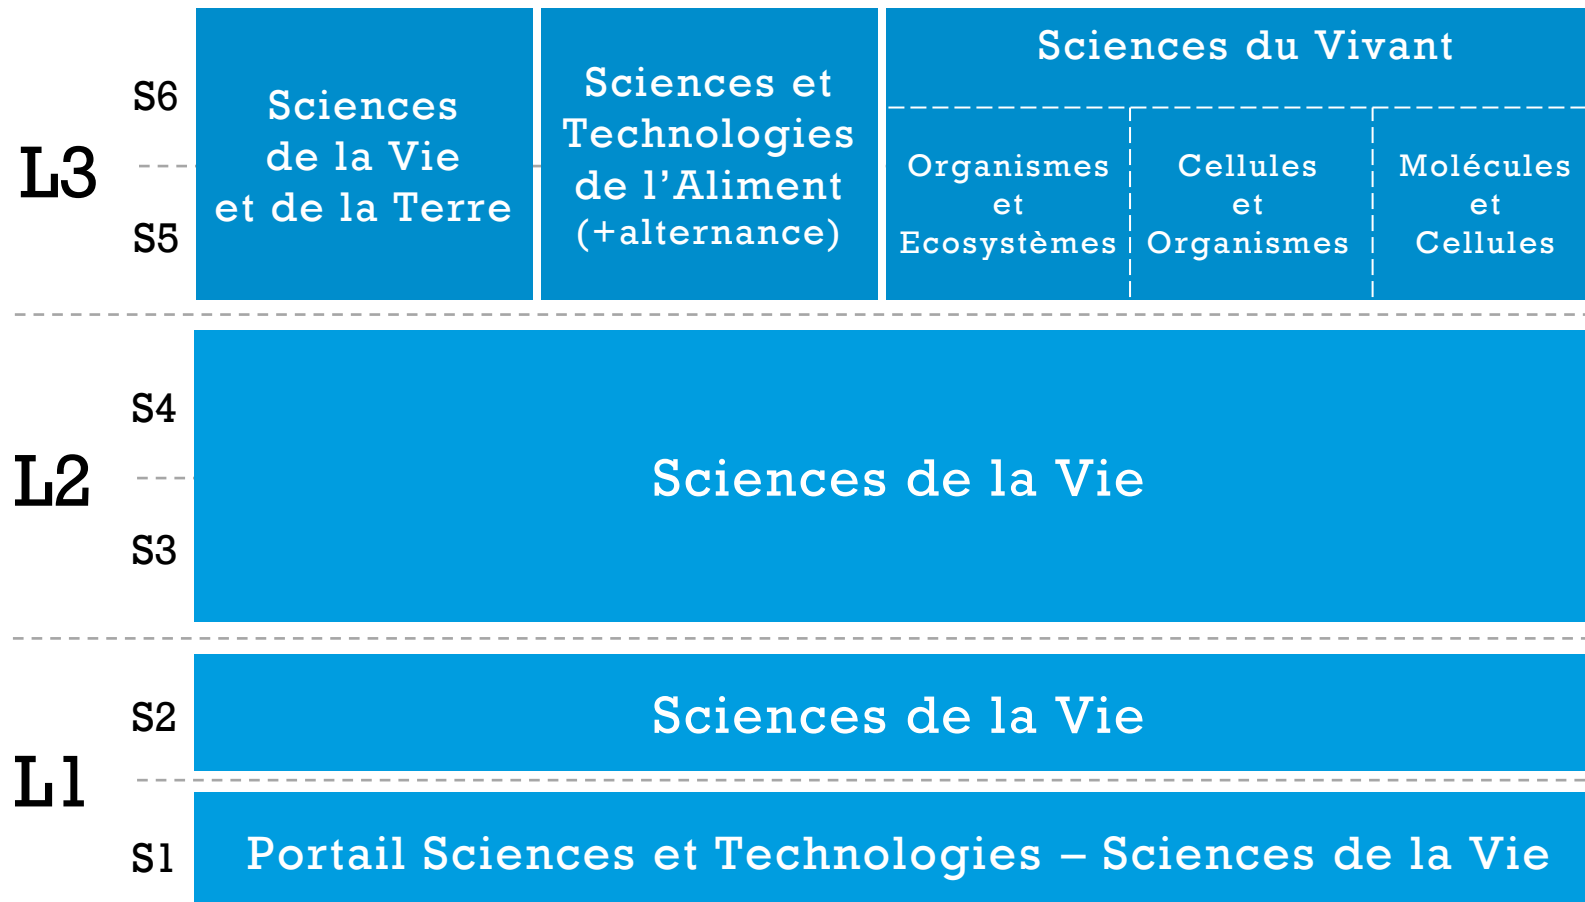 L3
S6
S5
Sciences
de la Vie
et de la Terre
Sciences et
Technologies
de l'Aliment
(+alternance)
Sciences du Vivant
Organismes
et
Ecosystèmes
Cellules
et
Organismes
Molécules
et
Cellules
L2
S4
S3
Sciences de la Vie
L1
S2
Sciences de la Vie
S1
Portail Sciences et Technologies – Sciences de la Vie